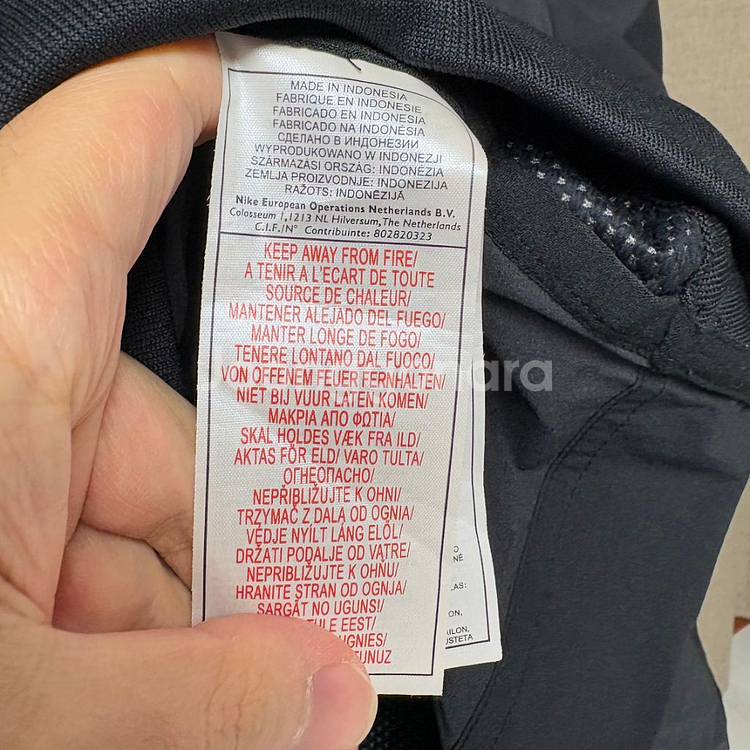 MADE IN INDONESIA
FABRIQUE EN INDONESIE
FABRICADO EN INDONESIA
FABRICADO NA INDONÉSIA
СДЕЛАНО В ИНДОНЕЗИИ
WYPRODUKOWANO W INDONEZJI
SZÁRMAZÁSI ORSZÁG: INDONÉZIA
ZEMLJA PROIZVODNJE: INDONEZIJA
RAŽOTS: INDONĒZIJĀ
Nike European Operations Netherlands B.V.
Colosseum 1,1213 NL Hilversum,The Netherlands
C.I.F./N° Contribuinte: 802820323
KEEP AWAY FROM FIRE/
A TENIR A L'ECART DE TOUTE
SOURCE DE CHALEUR/
MANTENER ALEJADO DEL FUEGO/
MANTER LONGE DE FOGO/
TENERE LONTANO DAL FUOCO/
VON OFFENEM FEUER FERNHALTEN/
NIET BIJ VUUR LATEN KOMEN/
ΜΑΚΡΙΑ ΑΠΟ ΦΩΤΙΑ/
SKAL HOLDES VÆK FRA ILD/
AKTAS FÖR ELD/ VARO TULTA/
ОГНЕОПАСНО/
NEPŘIBLIŽUJTE K OHNI/
TRZYMAĆ Z DALA OD OGNIA/
VÉDJE NYÍLT LÁNG ELŐL/
DRŽATI PODALJE OD VATRE/
NEPRIBLIŽUJTE K OHŇU/
HRANITE STRAN OD OGNJA/
SARGĀT NO UGUNS!/
TULE EEST/
UGNIES/
LAS:
ON,